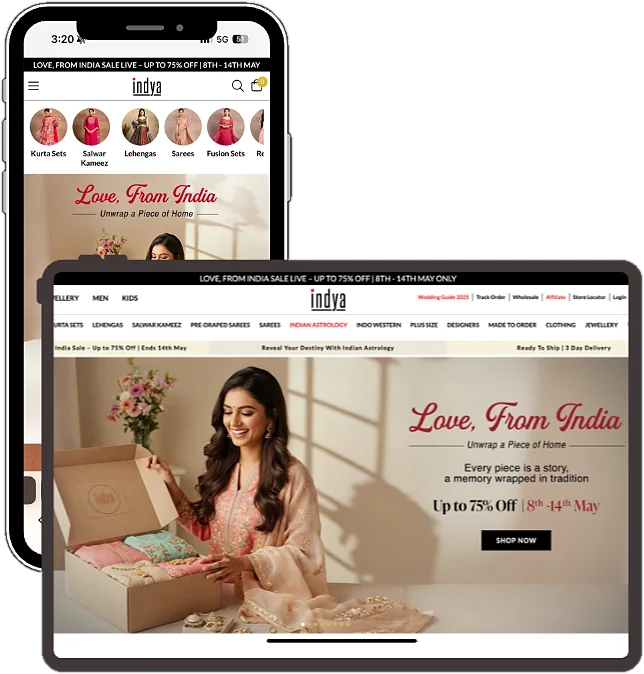 3:20
5G
LOVE, FROM INDIA SALE LIVE – UP TO 75% OFF | 8TH - 14TH MAY
indya
0
Kurta Sets
Salwar Kameez
Lehengas
Sarees
Fusion Sets
Re
Love, From India
Unwrap a Piece of Home
LOVE, FROM INDIA SALE LIVE – UP TO 75% OFF | 8TH - 14TH MAY ONLY
VELLERY MEN KIDS
indya
Wedding Guide 2025 | Track Order | Wholesale | Affiliate | Store Locator | Login
URTA SETS LEHENGAS SALWAR KAMEEZ PRE-DRAPED SAREES SAREES INDIAN ASTROLOGY INDO WESTERN PLUS SIZE DESIGNERS MADE TO ORDER CLOTHING JEWELLERY
India Sale - Up to 75% Off | Ends 14th May
Reveal Your Destiny With Indian Astrology
Ready To Ship | 3 Day Delivery
indya
Love, From India
Unwrap a Piece of Home
Every piece is a story,
a memory wrapped in tradition
Up to 75% Off | 8th -14th May
SHOP NOW